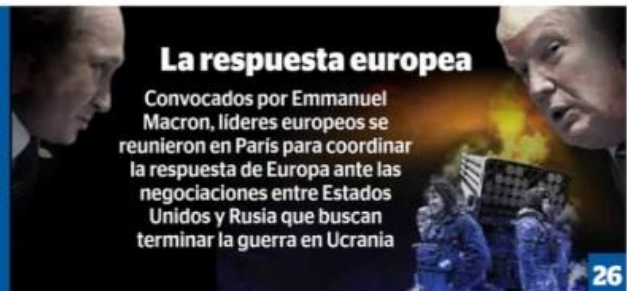 La respuesta europea
Convocados por Emmanuel
Macron, líderes europeos se
reunieron en París para coordinar
la respuesta de Europa ante las
negociaciones entre Estados
Unidos y Rusia que buscan
terminar la guerra en Ucrania
26